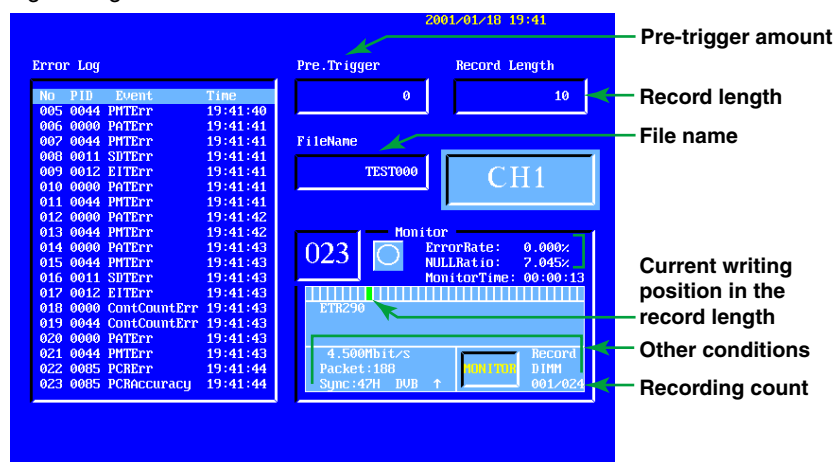 2001/01/18 19:41
Pre-trigger amount
Error Log
Pre.Trigger
Record Length
No PID Event Time
005 0044 PMTErr 19:41:40
006 0000 PATErr 19:41:41
007 0044 PMTErr 19:41:41
008 0011 SDTErr 19:41:41
009 0012 EITErr 19:41:41
010 0000 PATErr 19:41:41
011 0044 PMTErr 19:41:41
012 0000 PATErr 19:41:42
013 0044 PMTErr 19:41:42
014 0000 PATErr 19:41:43
015 0044 PMTErr 19:41:43
016 0011 SDTErr 19:41:43
017 0012 EITErr 19:41:43
018 0000 ContCountErr 19:41:43
019 0044 ContCountErr 19:41:43
020 0000 PATErr 19:41:43
021 0044 PMTErr 19:41:43
022 0085 PCRErr 19:41:44
023 0085 PCRAccuracy 19:41:44
0
10
Record length
FileName
File name
TEST000
CH1
023
Monitor
ErrorRate: 0.000%
NULLRatio: 7.045%
MonitorTime: 00:00:13
Current writing
position in the
record length
ETR290
Other conditions
4.500Mbit/s
Packet:188
Sync:47H DVB ↑
MONITOR
Record
DIMM
001/024
Recording count